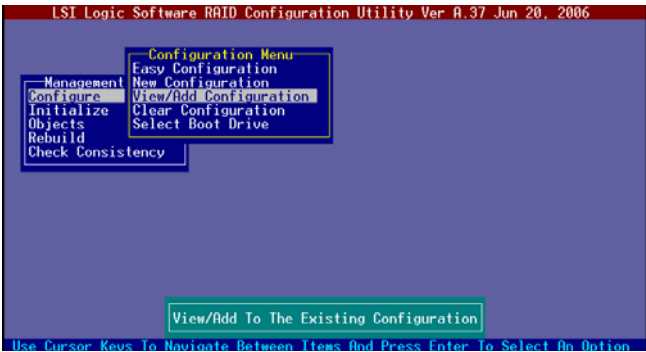 LSI Logic Software RAID Configuration Utility Ver A.37 Jun 20, 2006
Configuration Menu
Easy Configuration
New Configuration
View/Add Configuration
Clear Configuration
Select Boot Drive
Management
Configure
Initialize
Objects
Rebuild
Check Consistency
View/Add To The Existing Configuration
Use Cursor Keys To Navigate Between Items And Press Enter To Select An Option